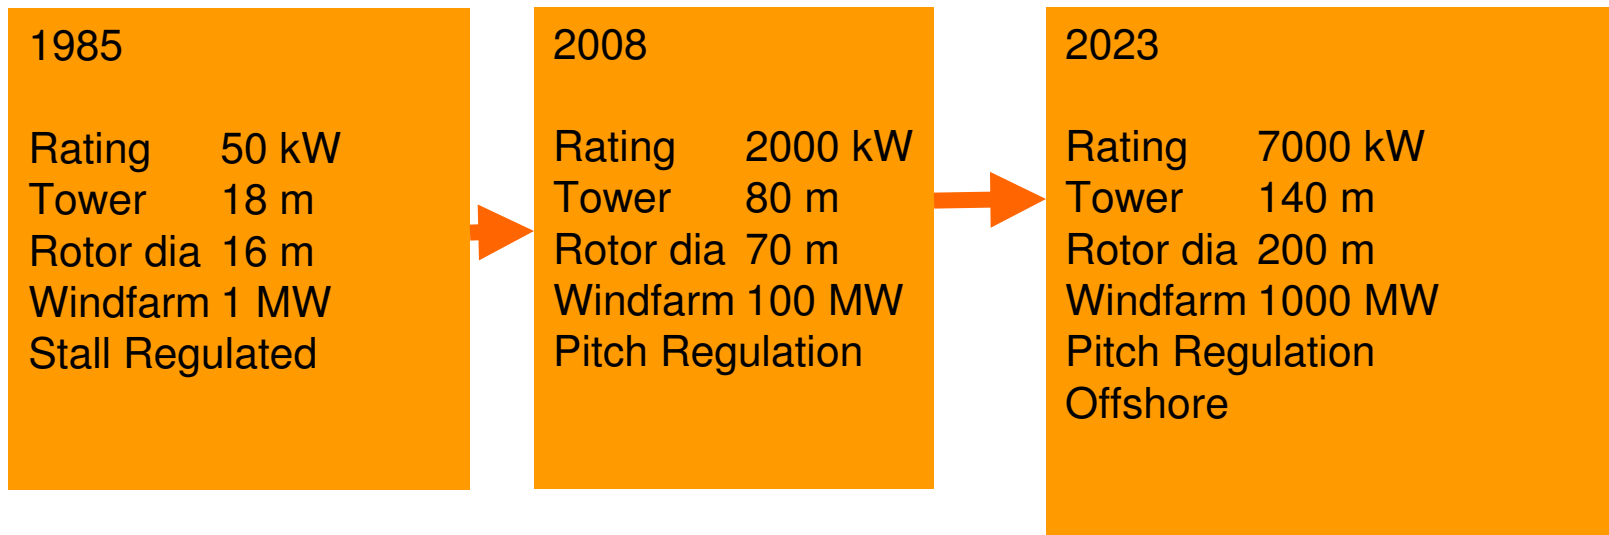 1985
Rating 50 kW
Tower 18 m
Rotor dia 16 m
Windfarm 1 MW
Stall Regulated
2008
Rating 2000 kW
Tower 80 m
Rotor dia 70 m
Windfarm 100 MW
Pitch Regulation
2023
Rating 7000 kW
Tower 140 m
Rotor dia 200 m
Windfarm 1000 MW
Pitch Regulation
Offshore